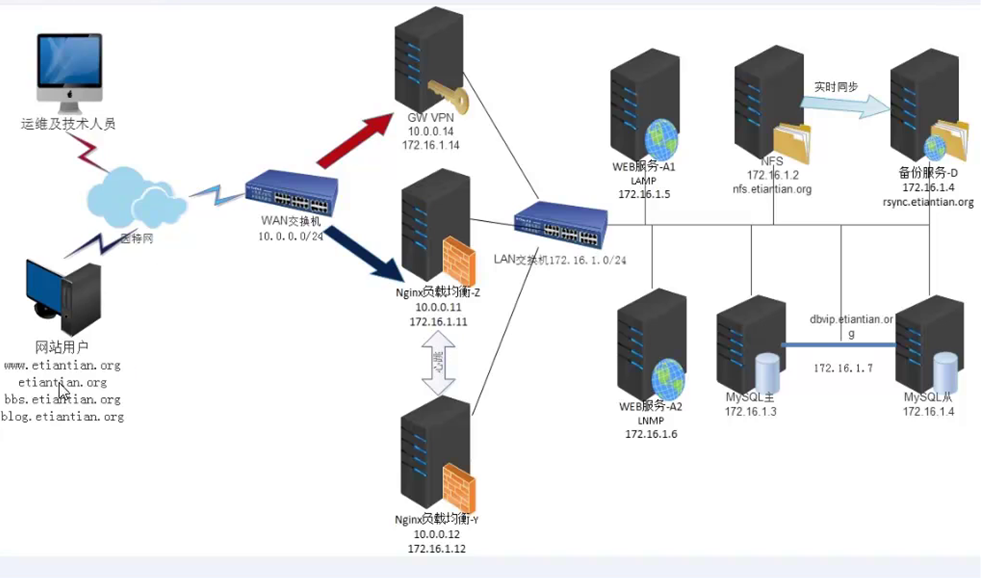 运维及技术人员
因特网
网站用户
www.etiantian.org
etiantian.org
bbs.etiantian.org
blog.etiantian.org
WAN交换机
10.0.0.0/24
GW VPN
10.0.0.14
172.16.1.14
Nginx负载均衡-Z
10.0.0.11
172.16.1.11
心跳
Nginx负载均衡-Y
10.0.0.12
172.16.1.12
LAN交换机172.16.1.0/24
WEB服务-A1
LAMP
172.16.1.5
NFS
172.16.1.2
nfs.etiantian.org
实时同步
备份服务-D
172.16.1.4
rsync.etiantian.org
WEB服务-A2
LNMP
172.16.1.6
MySQL主
172.16.1.3
dbvip.etiantian.or
g
172.16.1.7
MySQL从
172.16.1.4